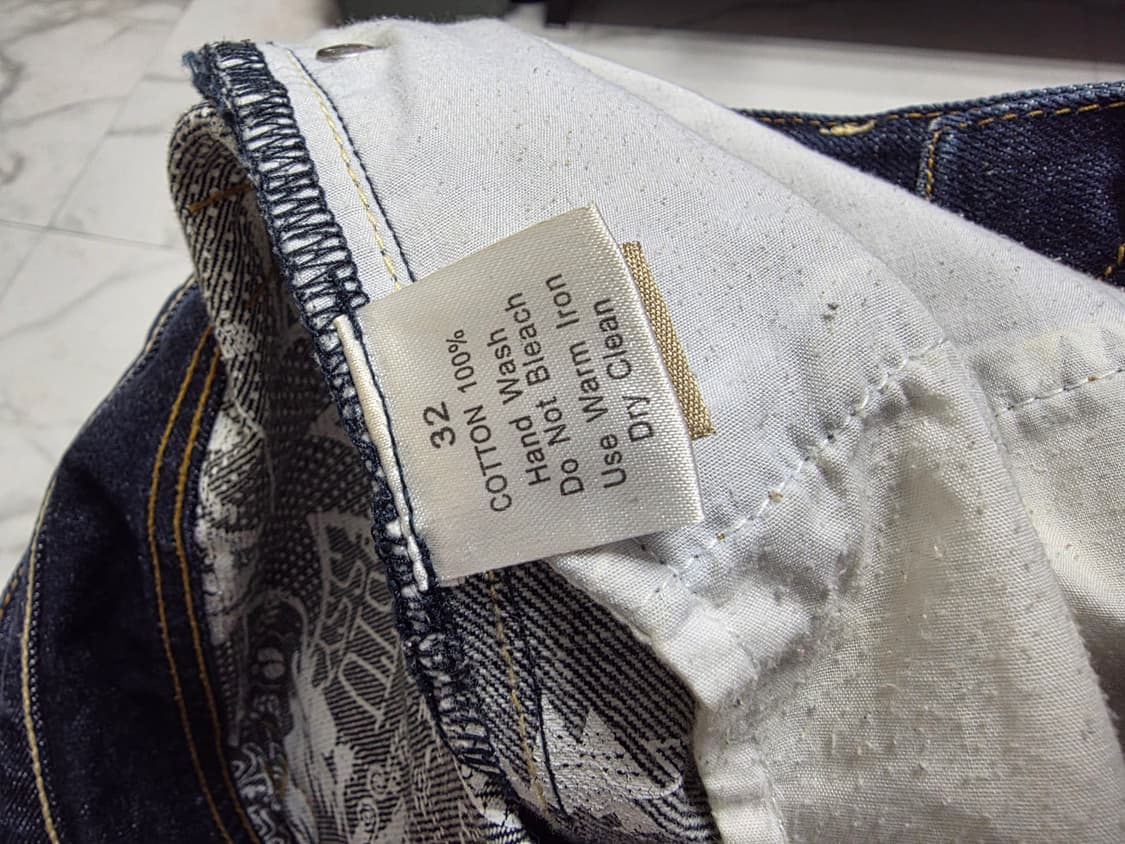 32
COTTON 100%
Hand Wash
Do Not Bleach
Use Warm Iron
Dry Clean